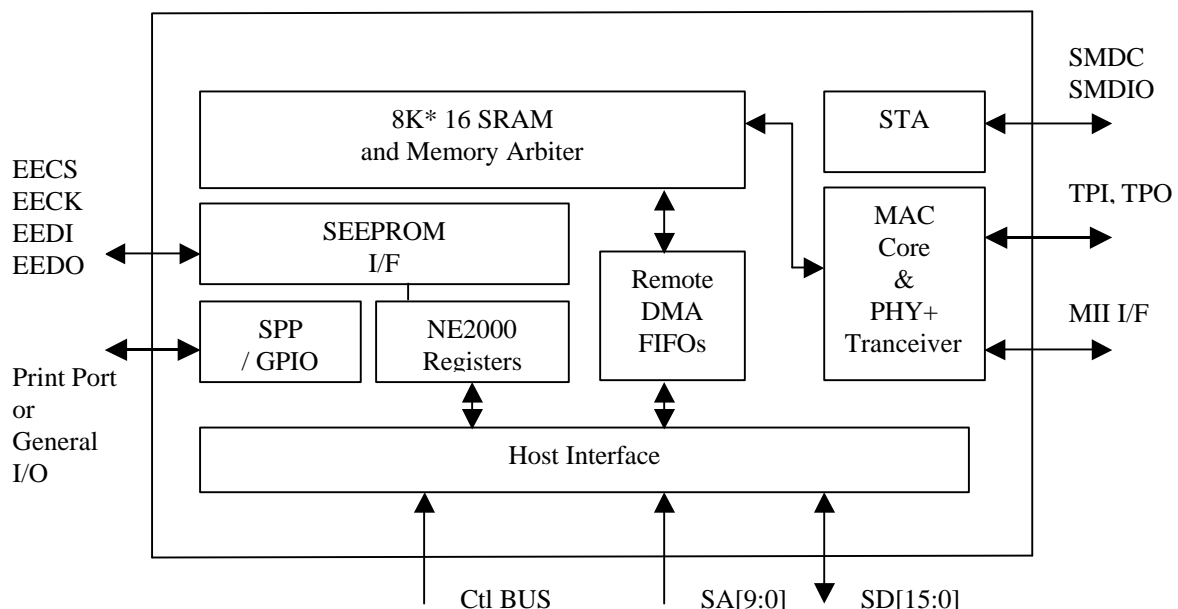 SMDC
SMDIO
8K* 16 SRAM
and Memory Arbiter
STA
EECS
EECK
EEDI
EEDO
TPI, TPO
SEEPROM
I/F
MAC
Core
&
PHY+
Tranceiver
Remote
DMA
FIFOs
SPP
/ GPIO
NE2000
Registers
MII I/F
Print Port
or
General
I/O
Host Interface
Ctl BUS
SA[9:0]
SD[15:0]